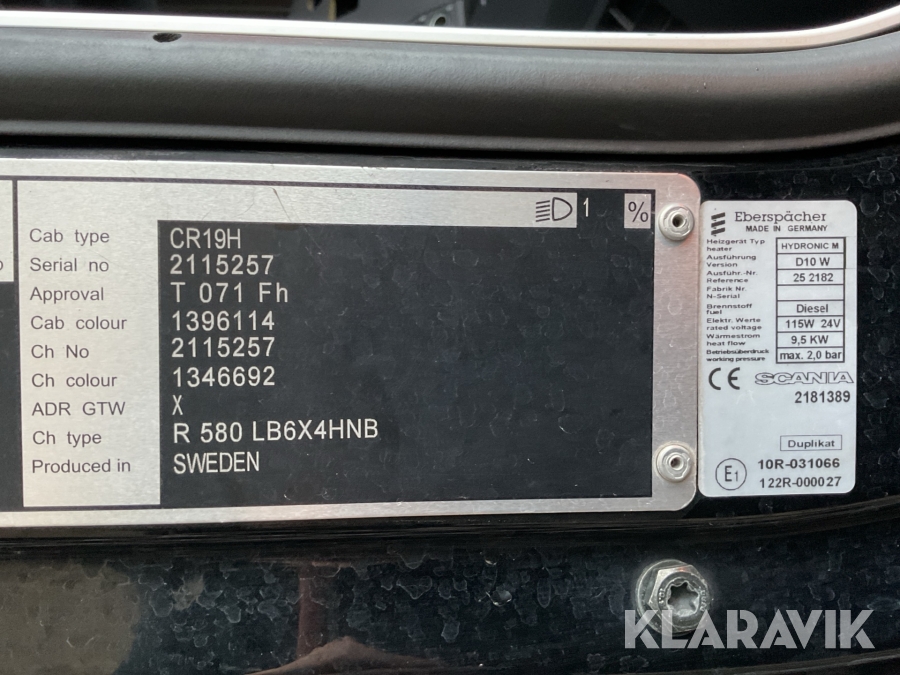 1 %
Cab type CR19H
Serial no 2115257
Approval T 071 Fh
Cab colour 1396114
Ch No 2115257
Ch colour 1346692
ADR GTW X
Ch type R 580 LB6X4HNB
Produced in SWEDEN
Eberspächer
MADE IN GERMANY
Heizgerät Typ
heater HYDRONIC M
Ausführung
Version D10 W
Ausführ.-Nr.
Reference 25 2182
Fabrik Nr.
N-Serial
Brennstoff
fuel Diesel
Elektr. Werte
rated voltage 115W 24V
Wärmestrom
heat flow 9,5 KW
Betriebsüberdruck
working pressure max. 2,0 bar
CE SCANIA
2181389
Duplikat
E1 10R-031066
122R-000027
KLARAVIK